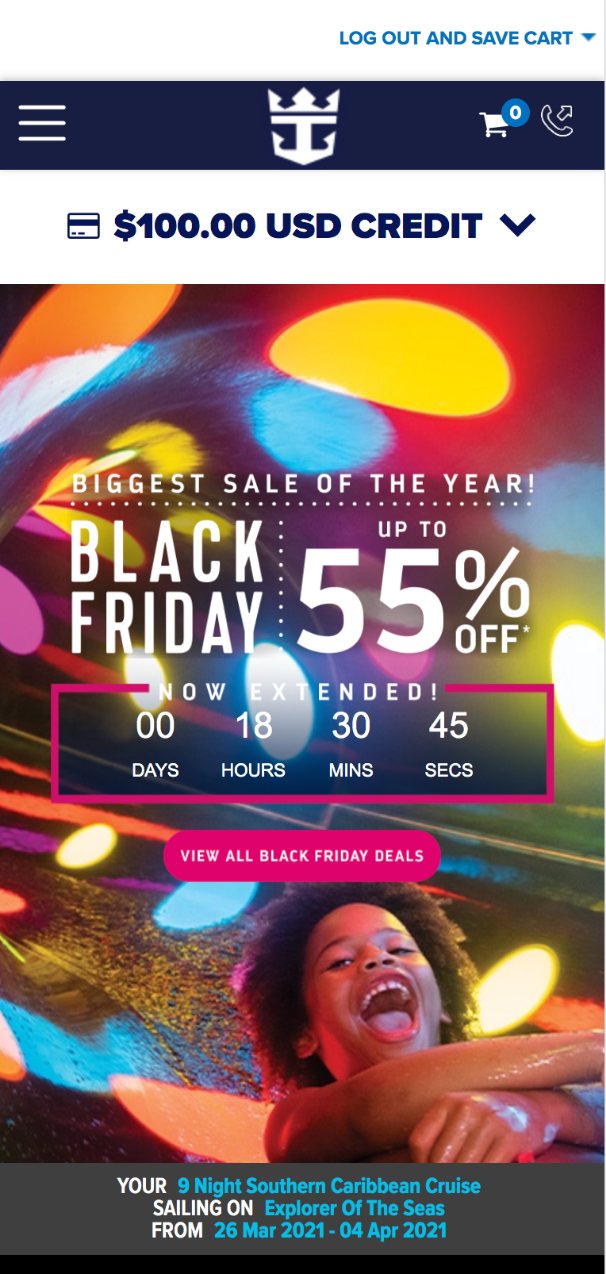 LOG OUT AND SAVE CART
0
$100.00 USD CREDIT
BIGGEST SALE OF THE YEAR!
BLACK FRIDAY
UP TO 55% OFF*
NOW EXTENDED!
00 18 30 45
DAYS HOURS MINS SECS
VIEW ALL BLACK FRIDAY DEALS
YOUR 9 Night Southern Caribbean Cruise
SAILING ON Explorer Of The Seas
FROM 26 Mar 2021 - 04 Apr 2021